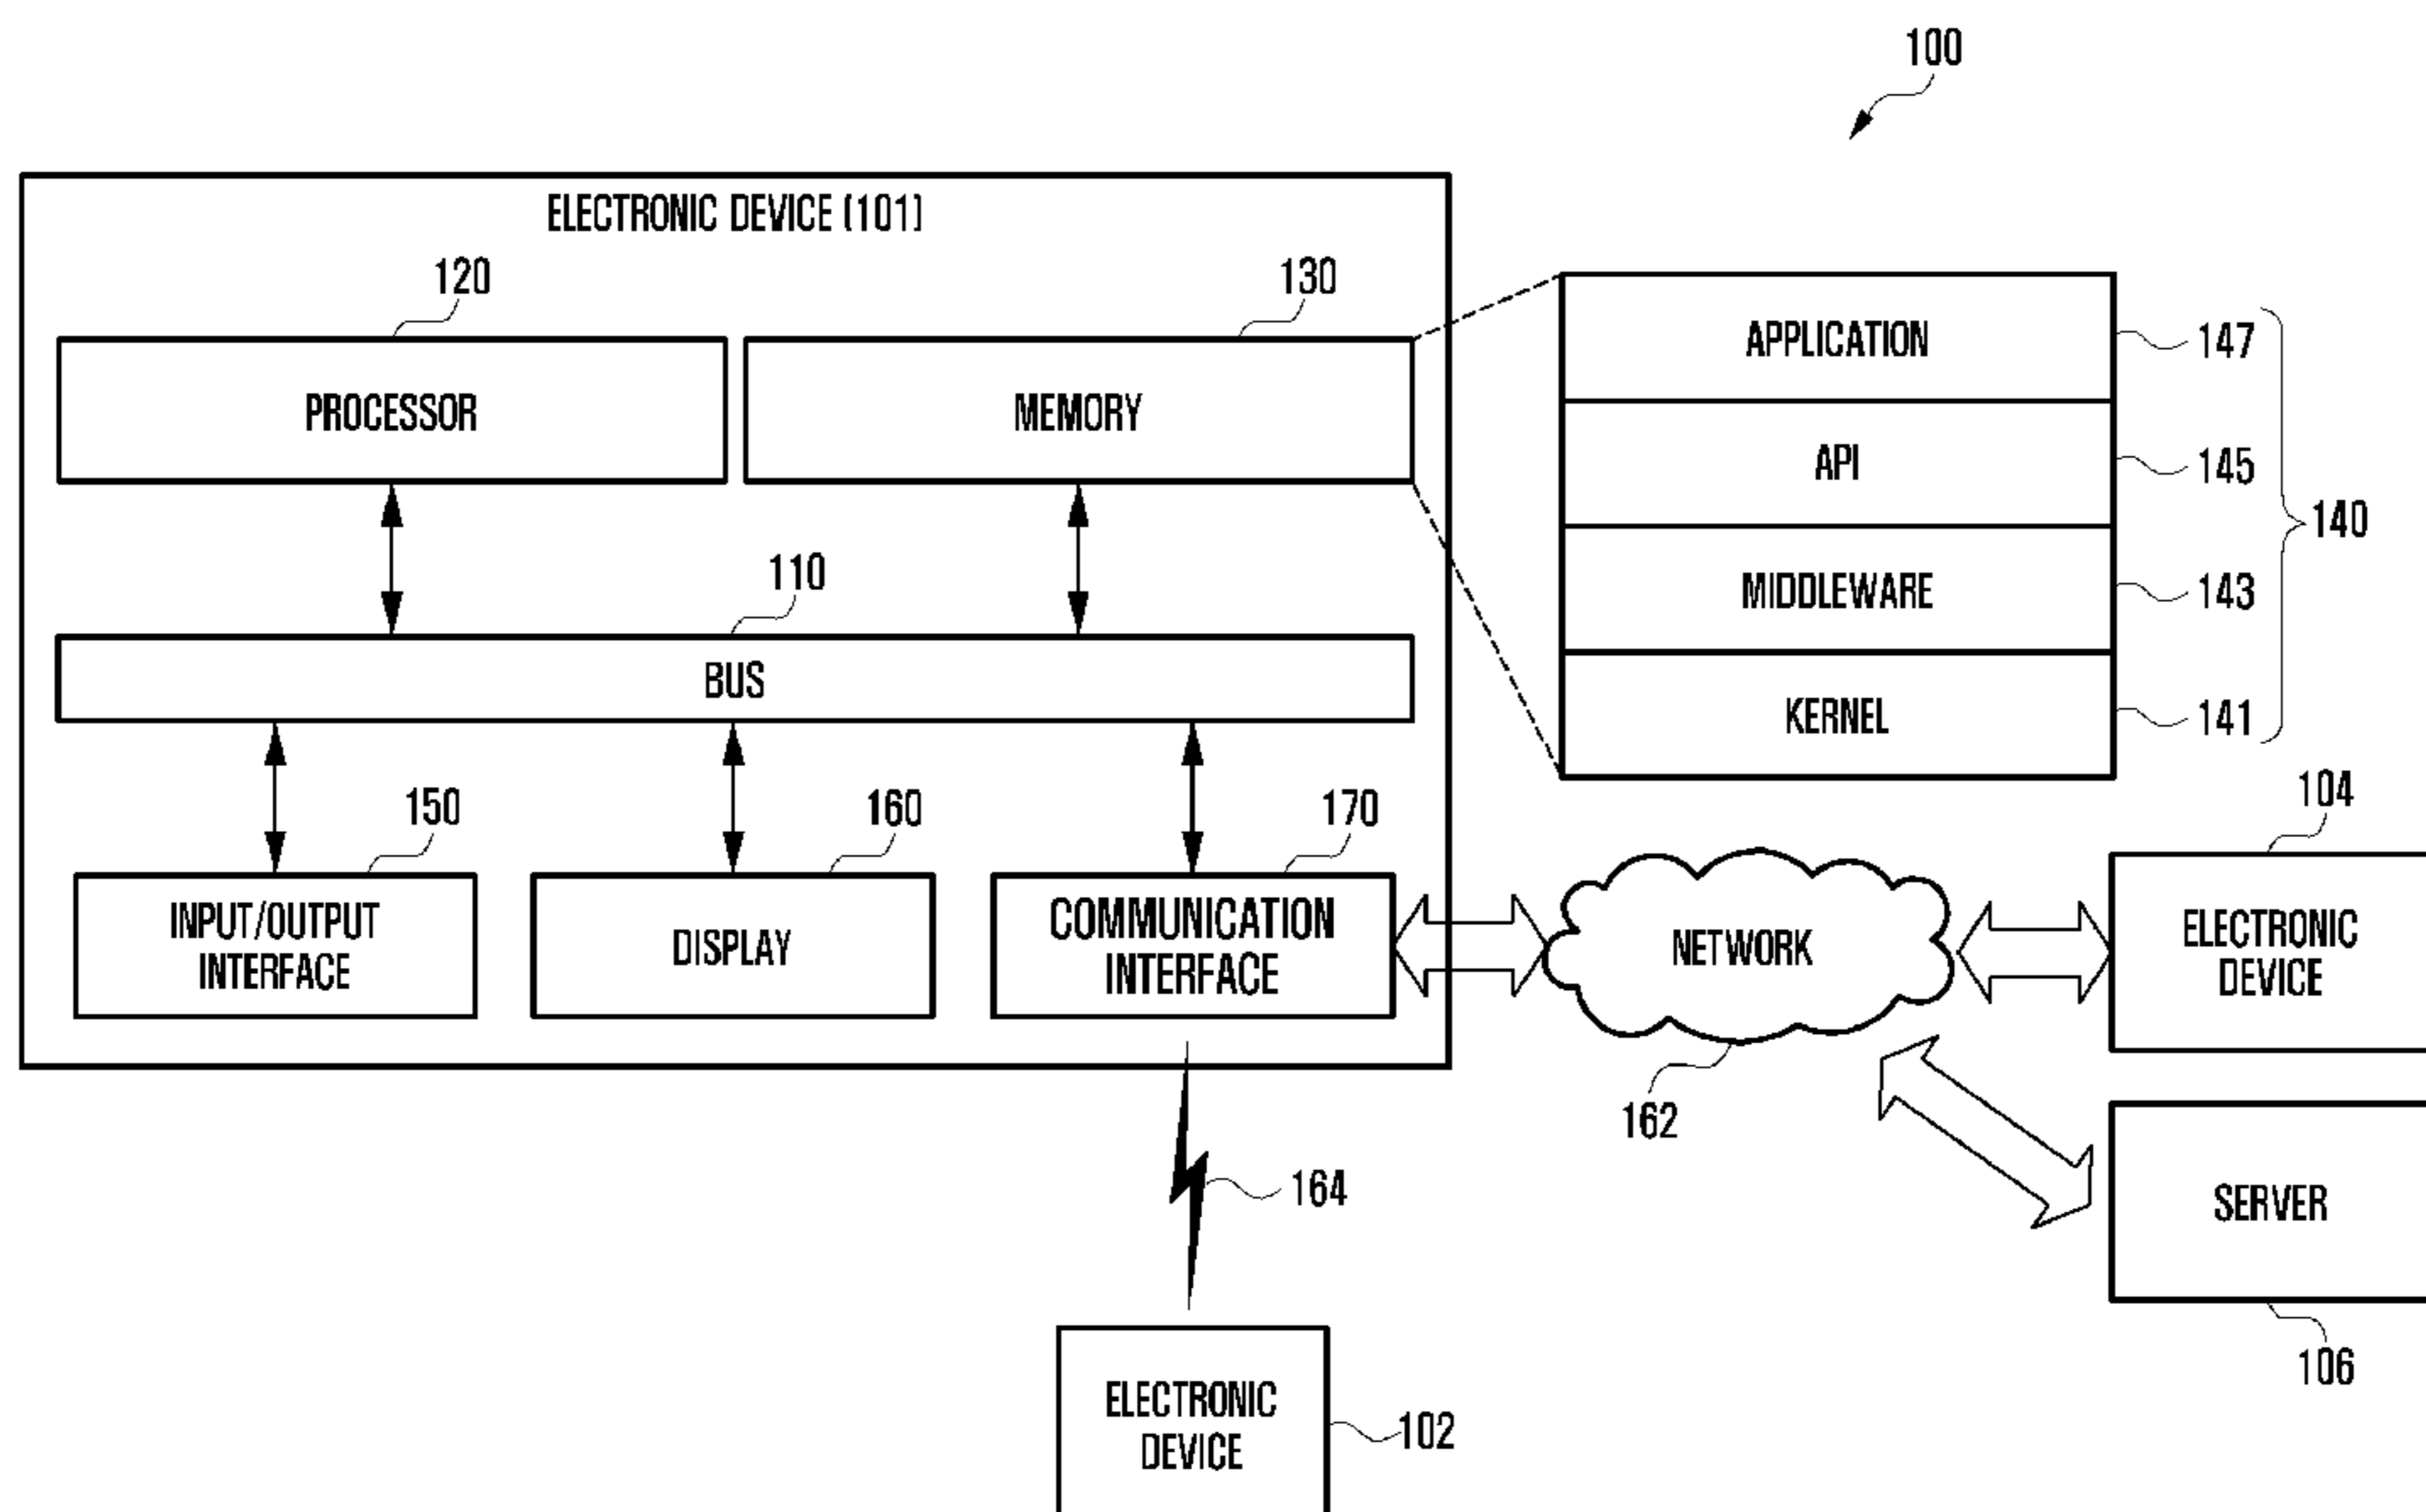 100
ELECTRONIC DEVICE (101)
120
130
PROCESSOR
MEMORY
APPLICATION
147
API
145
140
MIDDLEWARE
143
KERNEL
141
110
BUS
150
160
170
INPUT/OUTPUT
INTERFACE
DISPLAY
COMMUNICATION
INTERFACE
NETWORK
162
104
ELECTRONIC
DEVICE
SERVER
106
164
ELECTRONIC
DEVICE
102